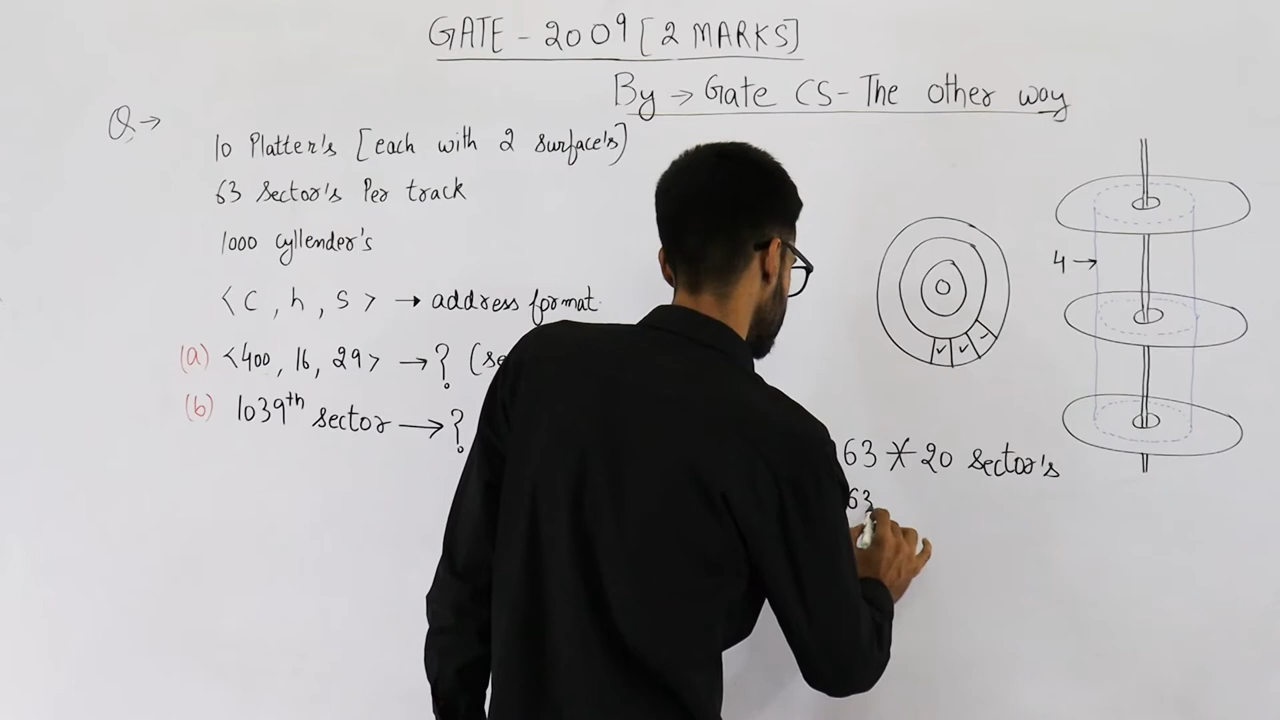 GATE - 2009 [2 MARKS]
By → Gate CS - The other way
Q →
10 Platter's [each with 2 surface's]
63 Sector's Per track
1000 cyllender's
<C, h, S> → address format.
(a) <400, 16, 29> → ? (se
(b) 1039th sector → ?
4 →
63 * 20 sector's
63